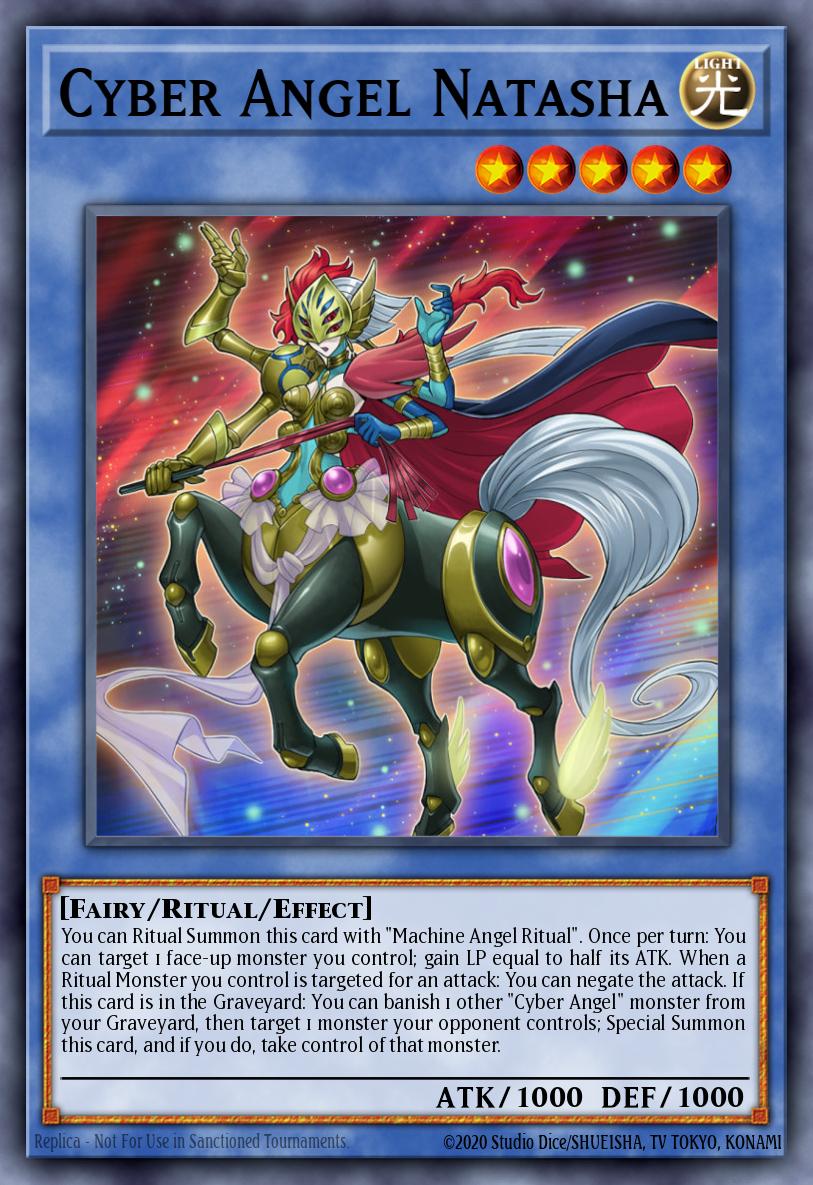 Cyber Angel Natasha
LIGHT
光
[Fairy/Ritual/Effect]
You can Ritual Summon this card with "Machine Angel Ritual". Once per turn: You
can target 1 face-up monster you control; gain LP equal to half its ATK. When a
Ritual Monster you control is targeted for an attack: You can negate the attack. If
this card is in the Graveyard: You can banish 1 other "Cyber Angel" monster from
your Graveyard, then target 1 monster your opponent controls; Special Summon
this card, and if you do, take control of that monster.
ATK/1000 DEF/1000
Replica - Not For Use in Sanctioned Tournaments.
©2020 Studio Dice/SHUEISHA, TV TOKYO, KONAMI